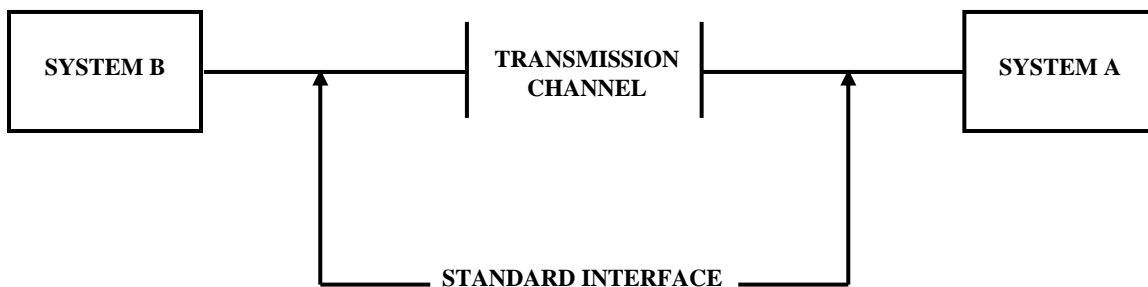 SYSTEM B
TRANSMISSION
CHANNEL
SYSTEM A
STANDARD INTERFACE